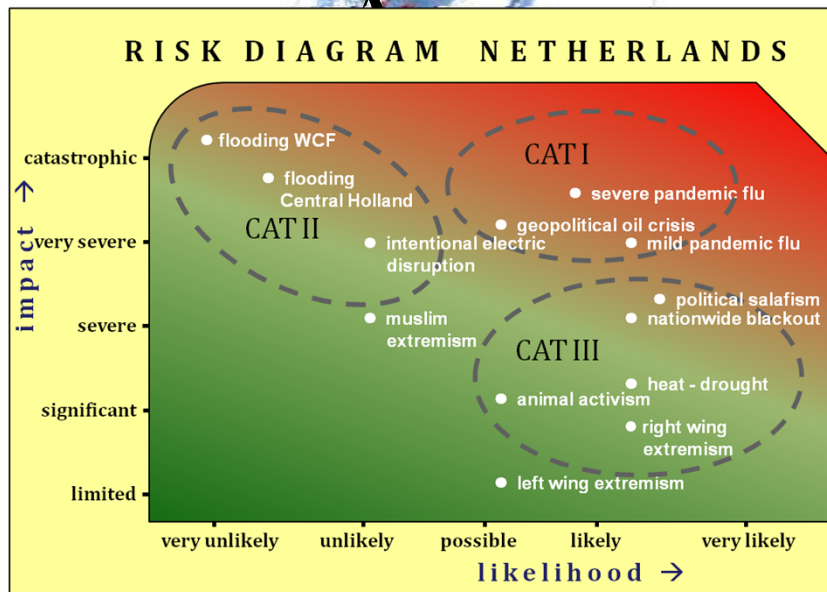 RISK DIAGRAM NETHERLANDS
catastrophic
very severe
severe
significant
limited
impact →
flooding WCF
flooding
Central Holland
CAT II
intentional electric
disruption
muslim
extremism
CAT I
severe pandemic flu
geopolitical oil crisis
mild pandemic flu
political salafism
nationwide blackout
CAT III
heat - drought
animal activism
right wing
extremism
left wing extremism
very unlikely
unlikely
possible
likely
very likely
likelihood →